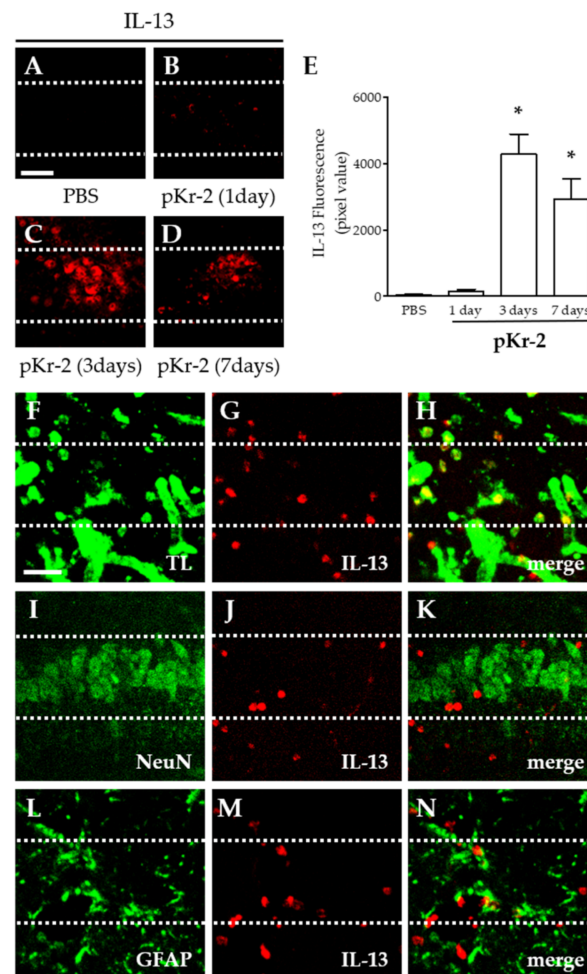 IL-13
A
B
PBS
pKr-2 (1day)
C
D
pKr-2 (3days)
pKr-2 (7days)
E
IL-13 Fluorescence
(pixel value)
6000
4000
2000
0
*
*
PBS
1 day
3 days
7 days
pKr-2
F
G
H
TL
IL-13
merge
I
J
K
NeuN
IL-13
merge
L
M
N
GFAP
IL-13
merge